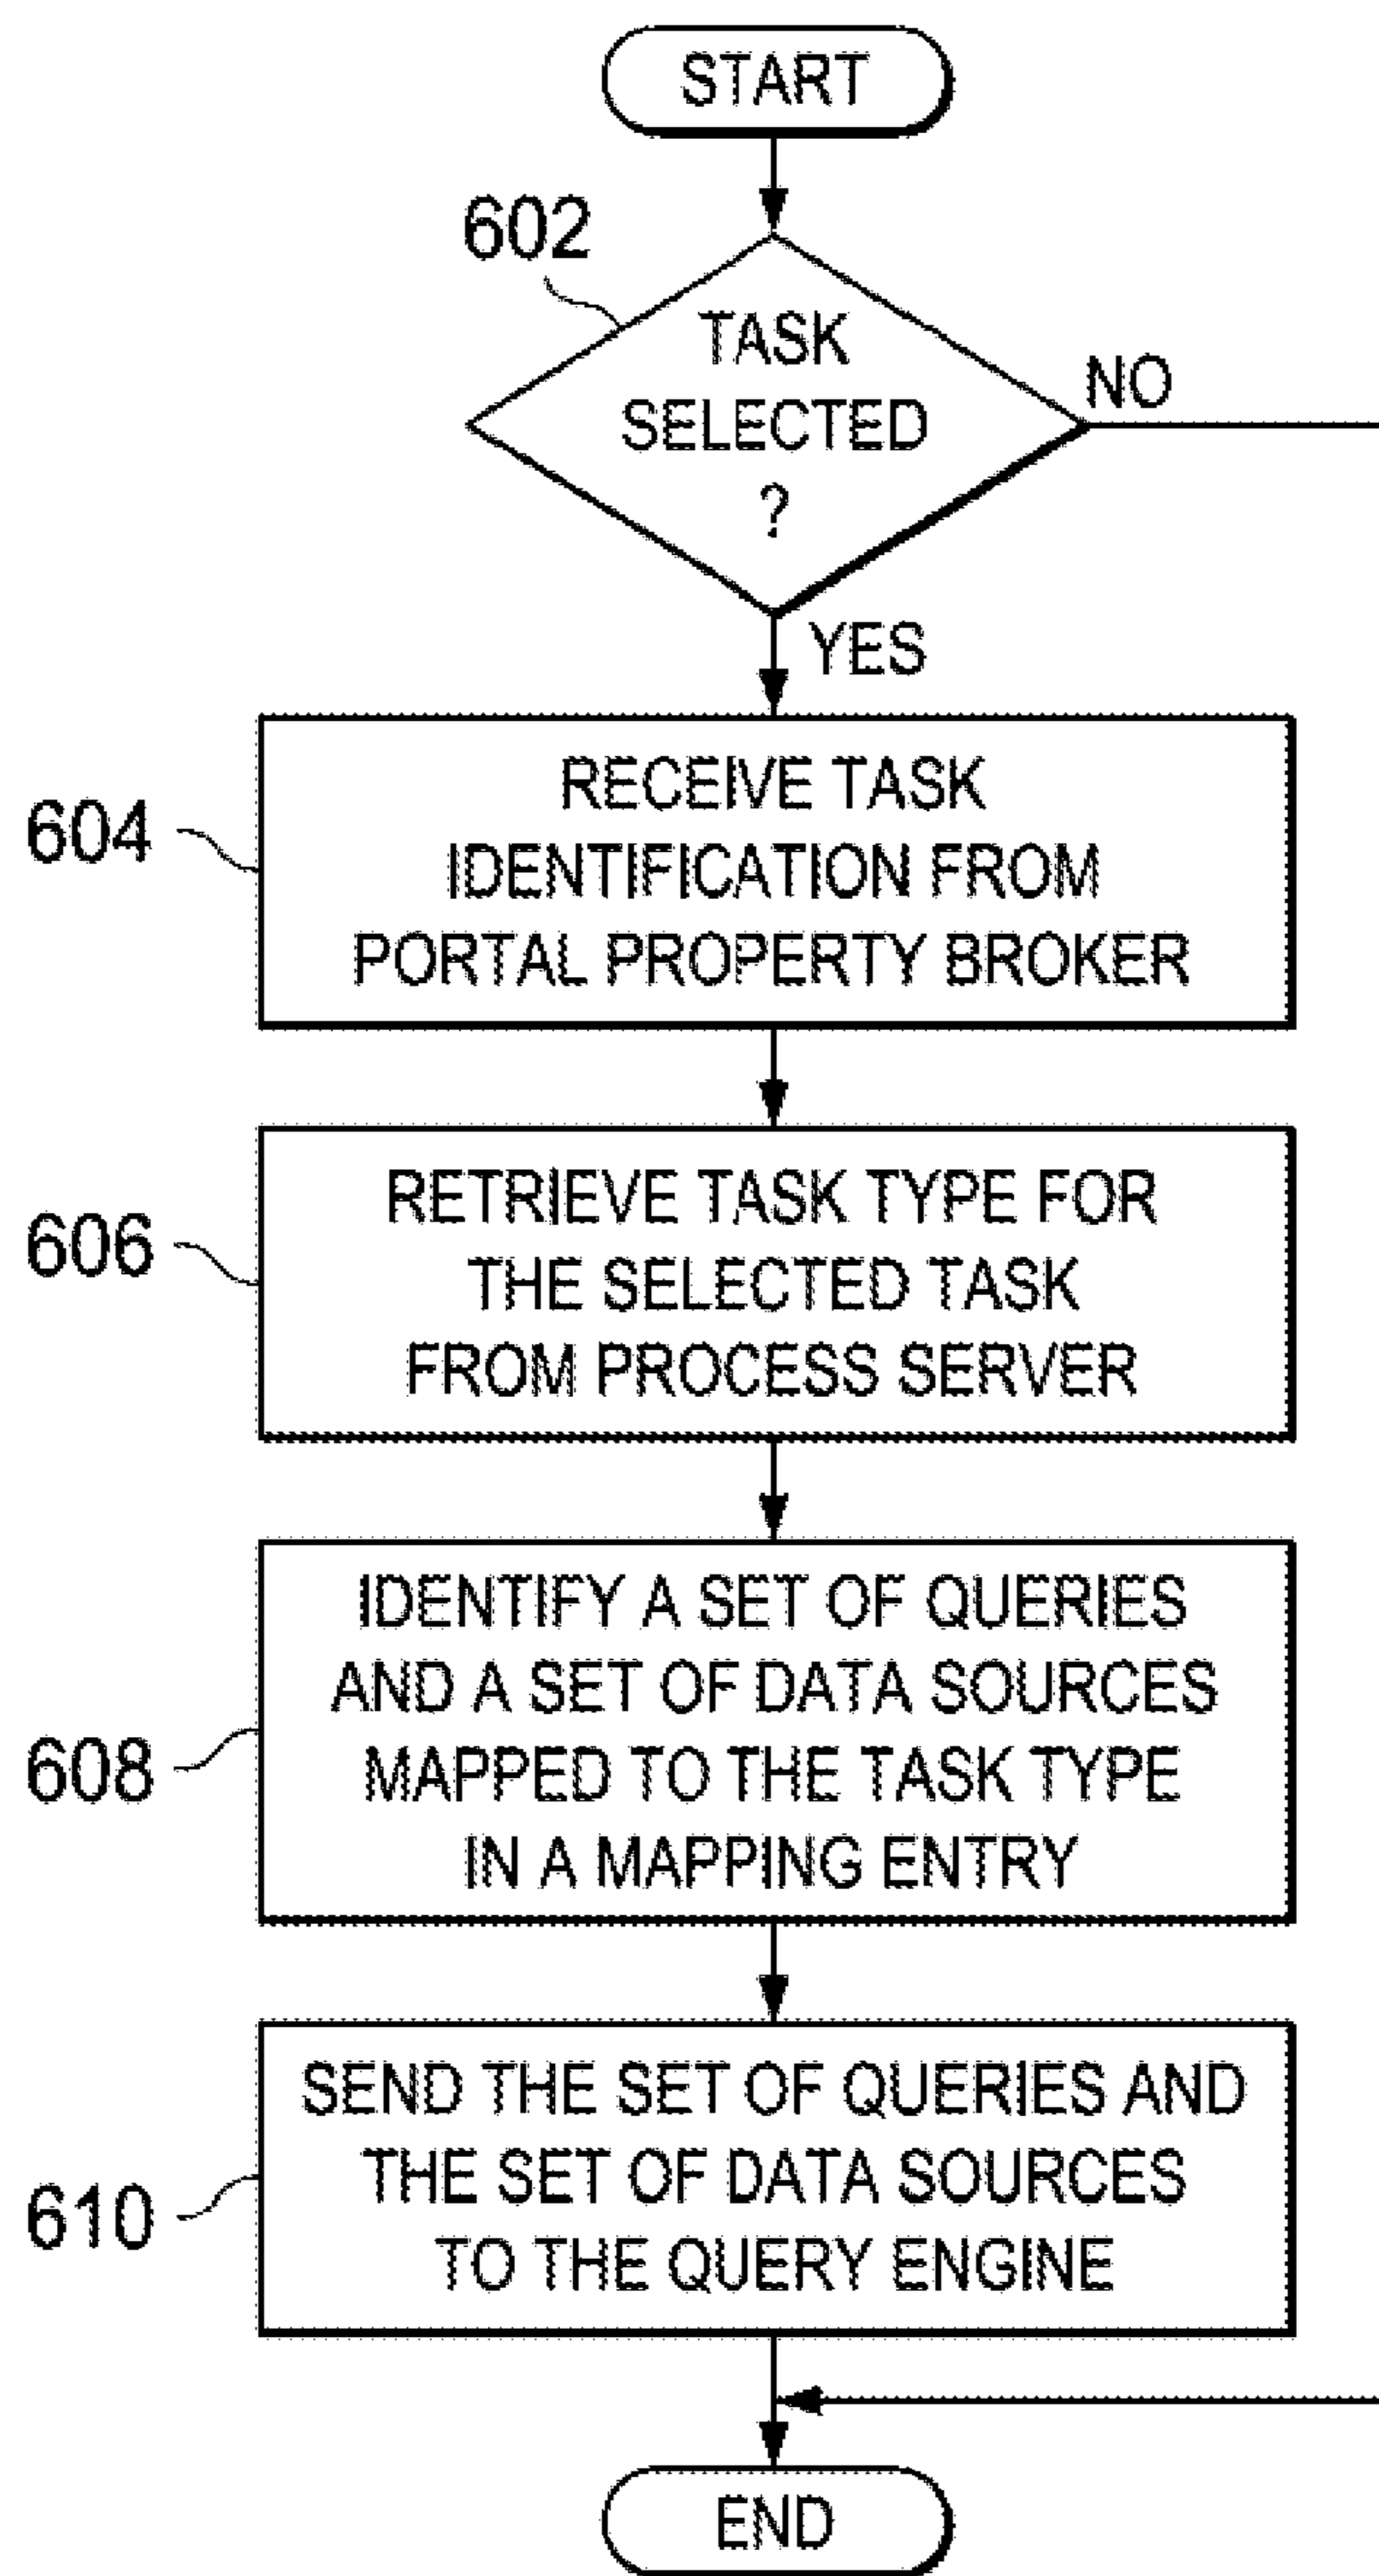 START
602
TASK
SELECTED
?
NO
YES
604
RECEIVE TASK
IDENTIFICATION FROM
PORTAL PROPERTY BROKER
606
RETRIEVE TASK TYPE FOR
THE SELECTED TASK
FROM PROCESS SERVER
608
IDENTIFY A SET OF QUERIES
AND A SET OF DATA SOURCES
MAPPED TO THE TASK TYPE
IN A MAPPING ENTRY
610
SEND THE SET OF QUERIES AND
THE SET OF DATA SOURCES
TO THE QUERY ENGINE
END